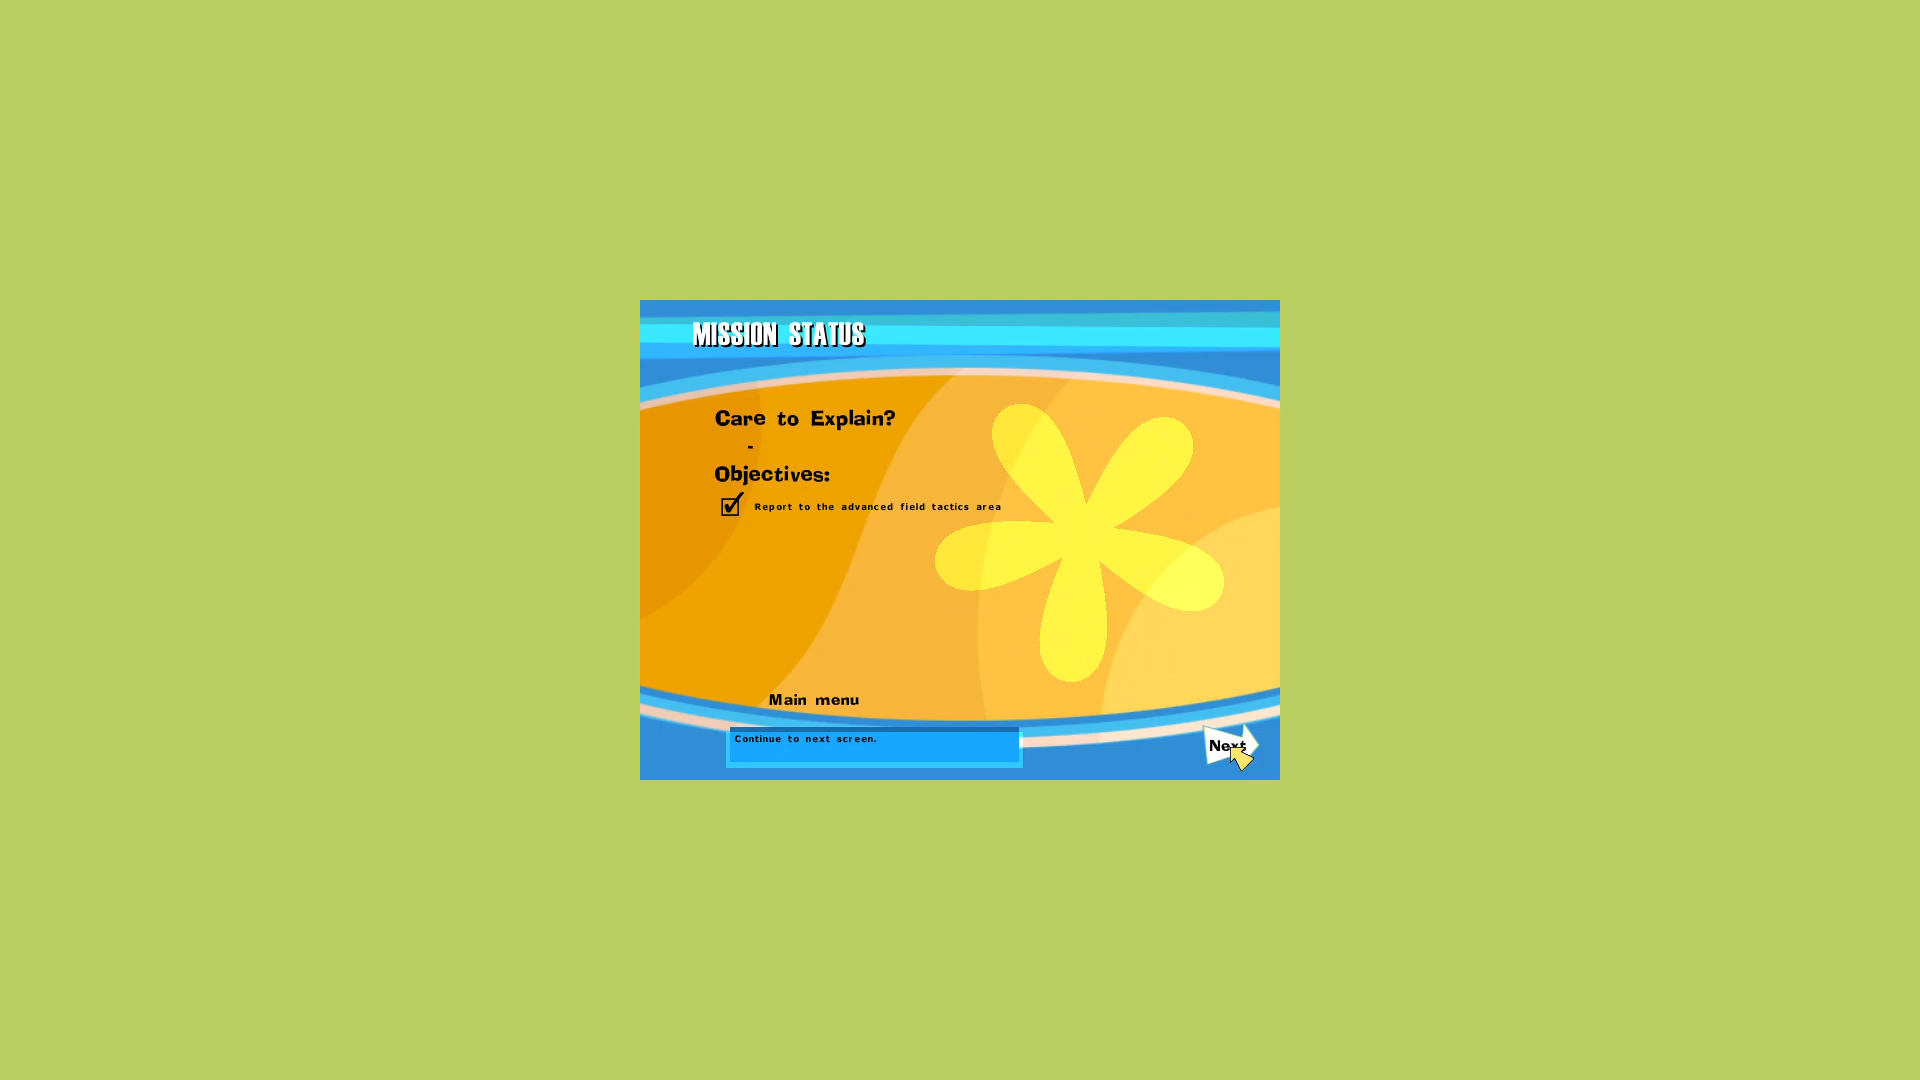 MISSION STATUS
Care to Explain?
-
Objectives:
Report to the advanced field tactics area
Main menu
Continue to next screen.
Next